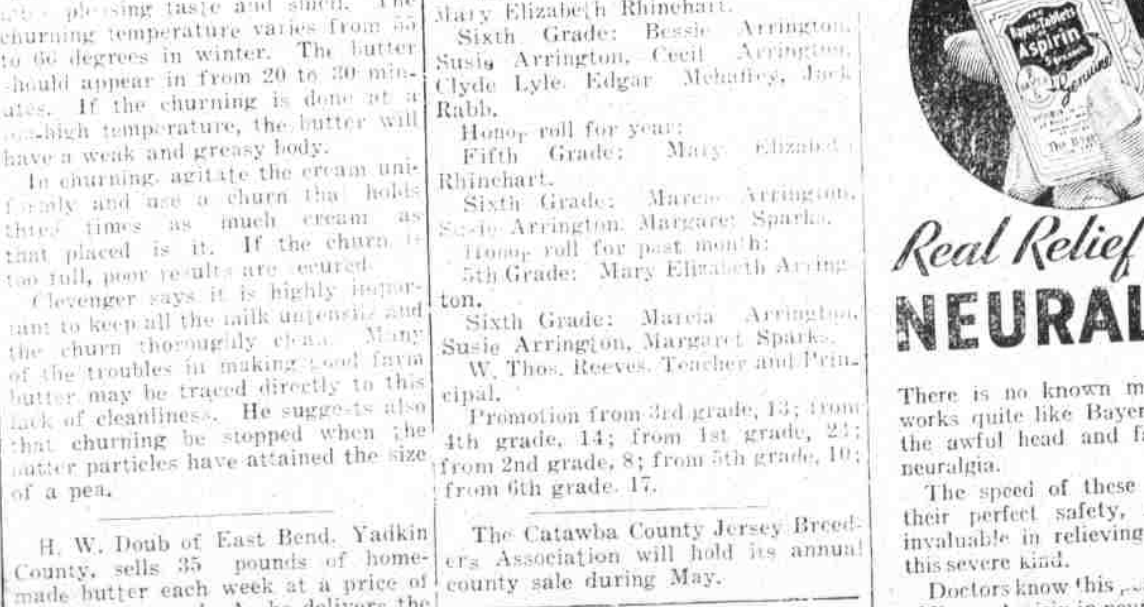 pleasing taste and smell. The
churning temperature varies from 55
to 66 degrees in winter. The butter
should appear in from 20 to 30 min-
utes. If the churning is done at a
too-high temperature, the butter will
have a weak and greasy body.
In churning, agitate the cream uni-
formly and use a churn that holds
three times as much cream as
that placed is it. If the churn is
too full, poor results are secured.
Clevenger says it is highly impor-
tant to keep all the milk untensils and
the churn thoroughly clean. Many
of the troubles in making good farm
butter may be traced directly to this
lack of cleanliness. He suggests also
that churning be stopped when the
butter particles have attained the size
of a pea.
H. W. Doub of East Bend, Yadkin
County, sells 35 pounds of home-
made butter each week at a price of
he delivers the
Mary Elizabeth Rhinehart.
Sixth Grade: Bessie Arrington,
Susie Arrington, Cecil Arrington,
Clyde Lyle, Edgar Mehaffey, Jack
Rabb.
Honor roll for year:
Fifth Grade: Mary Elizabeth
Rhinehart.
Sixth Grade: Marcia Arrington,
Susie Arrington, Margaret Sparks.
Honor roll for past month:
5th Grade: Mary Elizabeth Arring-
ton.
Sixth Grade: Marcia Arrington,
Susie Arrington, Margaret Sparks.
W. Thos. Reeves, Teacher and Prin-
cipal.
Promotion from 3rd grade, 13; from
4th grade, 14; from 1st grade,
from 2nd grade, 8; from 5th grade, 10;
from 6th grade, 17.
The Catawba County Jersey Breed-
ers Association will hold its annual
county sale during May.
Bayer-Tablets
Aspirin
Genuine
Real Relief
NEURAL
There is no known m
works quite like Bayer
the awful head and fa
neuralgia.
The speed of these
their perfect safety,
invaluable in relieving
this severe kind.
Doctors know this